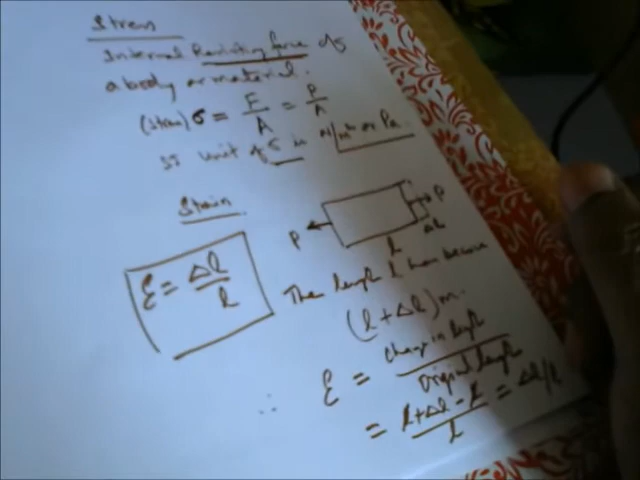 Stress
Internal Resisting force of
a body or material.
(Stress) σ = F/A = P/A
SI unit of σ is N/m² or Pa
Strain
P
P
Δl
l
ε = Δl/l
The length l has become
(l + Δl) m.
∴ ε = change in length / original length
= l+Δl-l/l = Δl/l